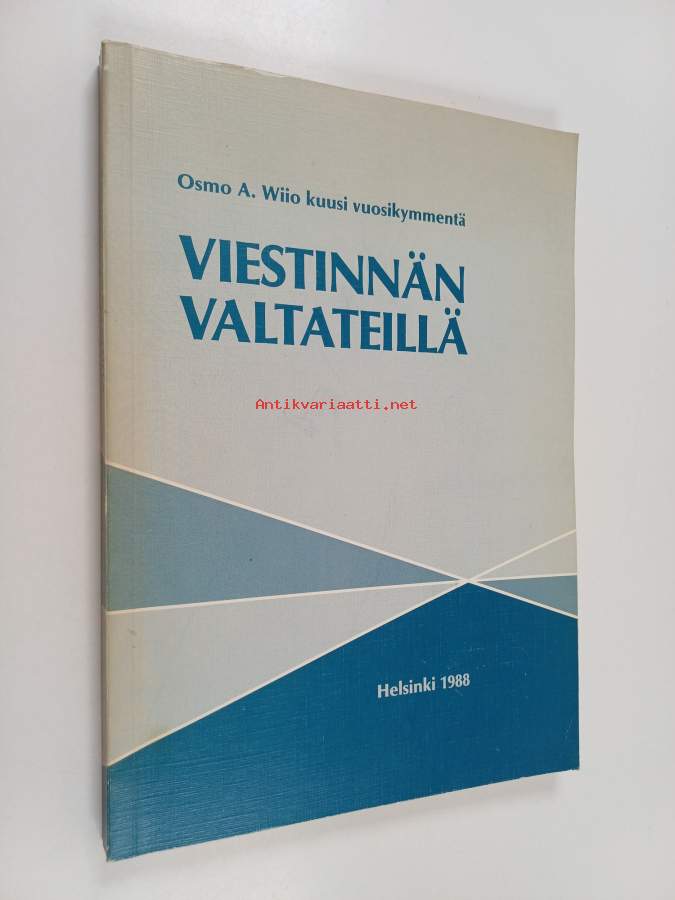 Osmo A. Wiio kuusi vuosikymmentä
VIESTINNÄN
VALTATEILLÄ
Antikvariaatti.net
Helsinki 1988